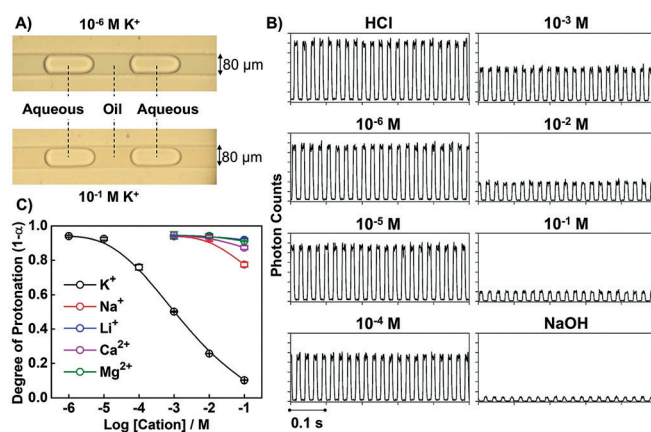 A)
10⁻⁶ M K⁺
80 μm
Aqueous Oil Aqueous
80 μm
10⁻¹ M K⁺
B)
HCl
10⁻³ M
10⁻⁶ M
10⁻² M
10⁻⁵ M
10⁻¹ M
10⁻⁴ M
NaOH
Photon Counts
0.1 s
C)
Degree of Protonation (1-α)
1.0
0.8
0.6
0.4
0.2
0.0
K⁺
Na⁺
Li⁺
Ca²⁺
Mg²⁺
-6 -5 -4 -3 -2 -1
Log [Cation] / M